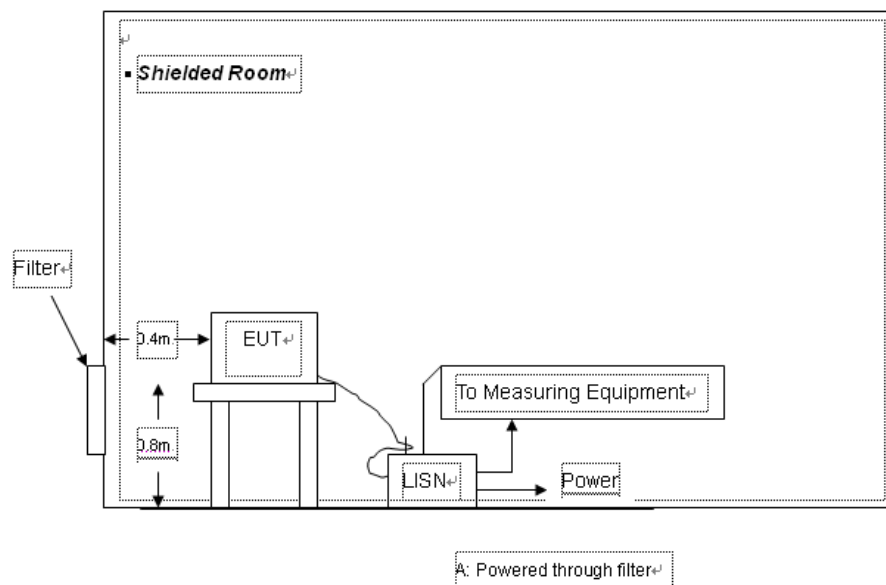 Shielded Room
Filter
0.4m
EUT
To Measuring Equipment
0.8m
LISN
Power
A: Powered through filter